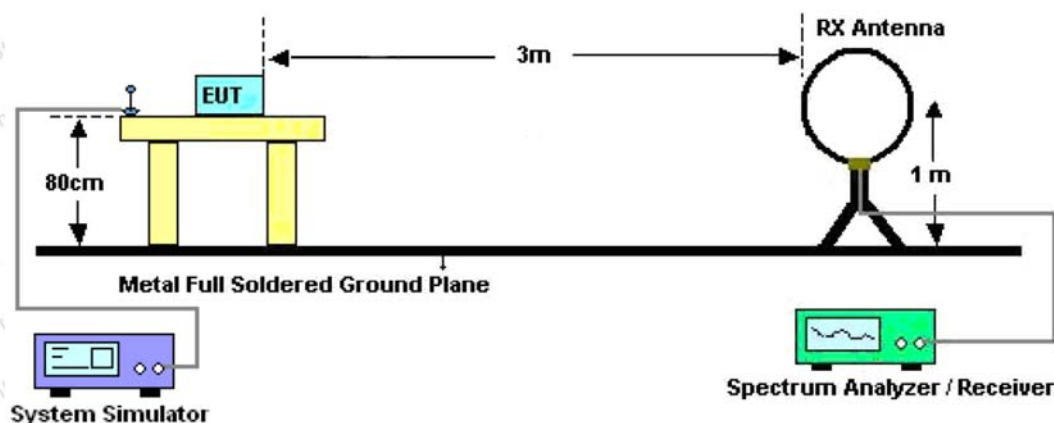 RX Antenna
3m
EUT
80cm
1 m
Metal Full Soldered Ground Plane
System Simulator
Spectrum Analyzer / Receiver